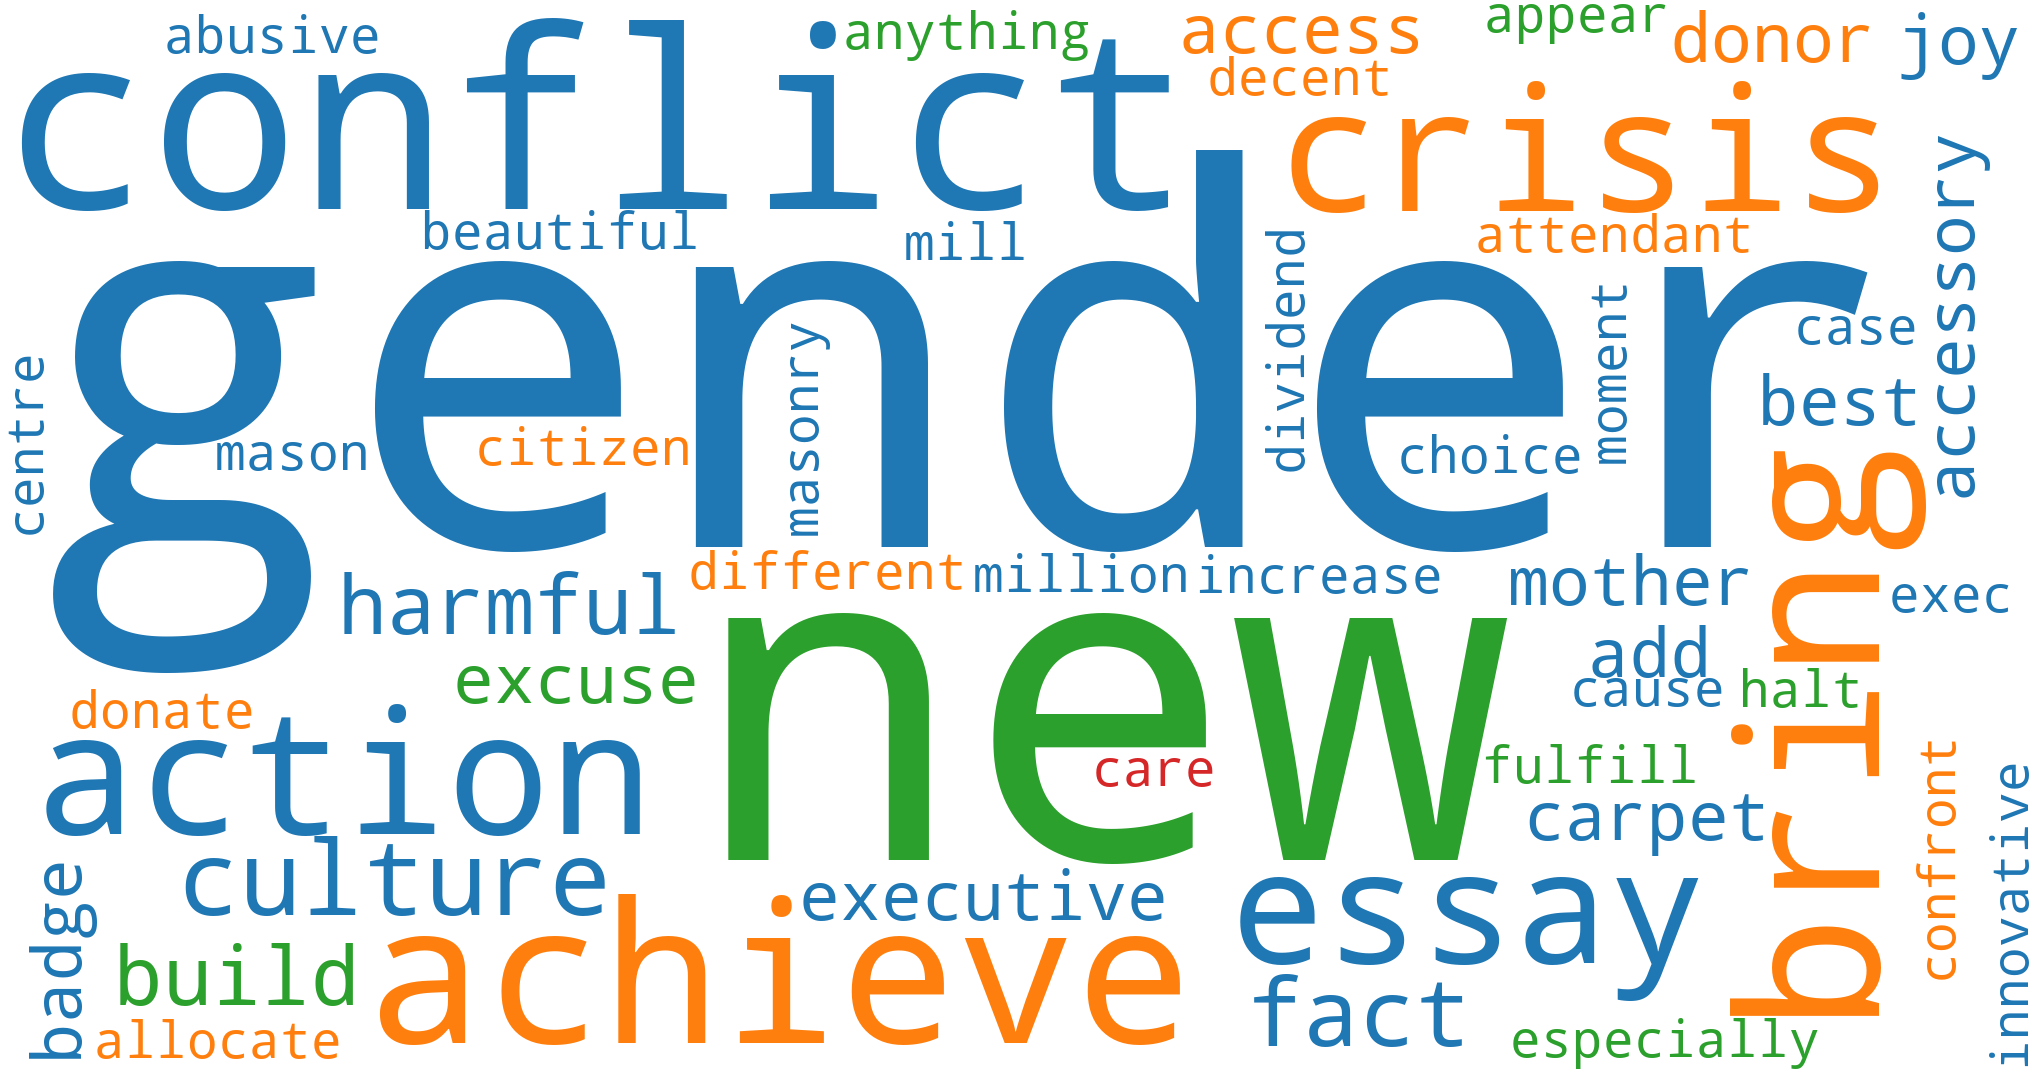 abusive
conflict
anything
access
decent
appear
donor
joy
crisis
accessory
beautiful
mill
attendant
gender
dividend
moment
case
centre
mason
citizen
masonry
choice
best
bring
harmful
different
million
increase
mother
exec
excuse
new
add
cause
halt
donate
action
care
fulfill
carpet
confront
innovative
culture
badge
executive
essay
build
achieve
fact
allocate
especially